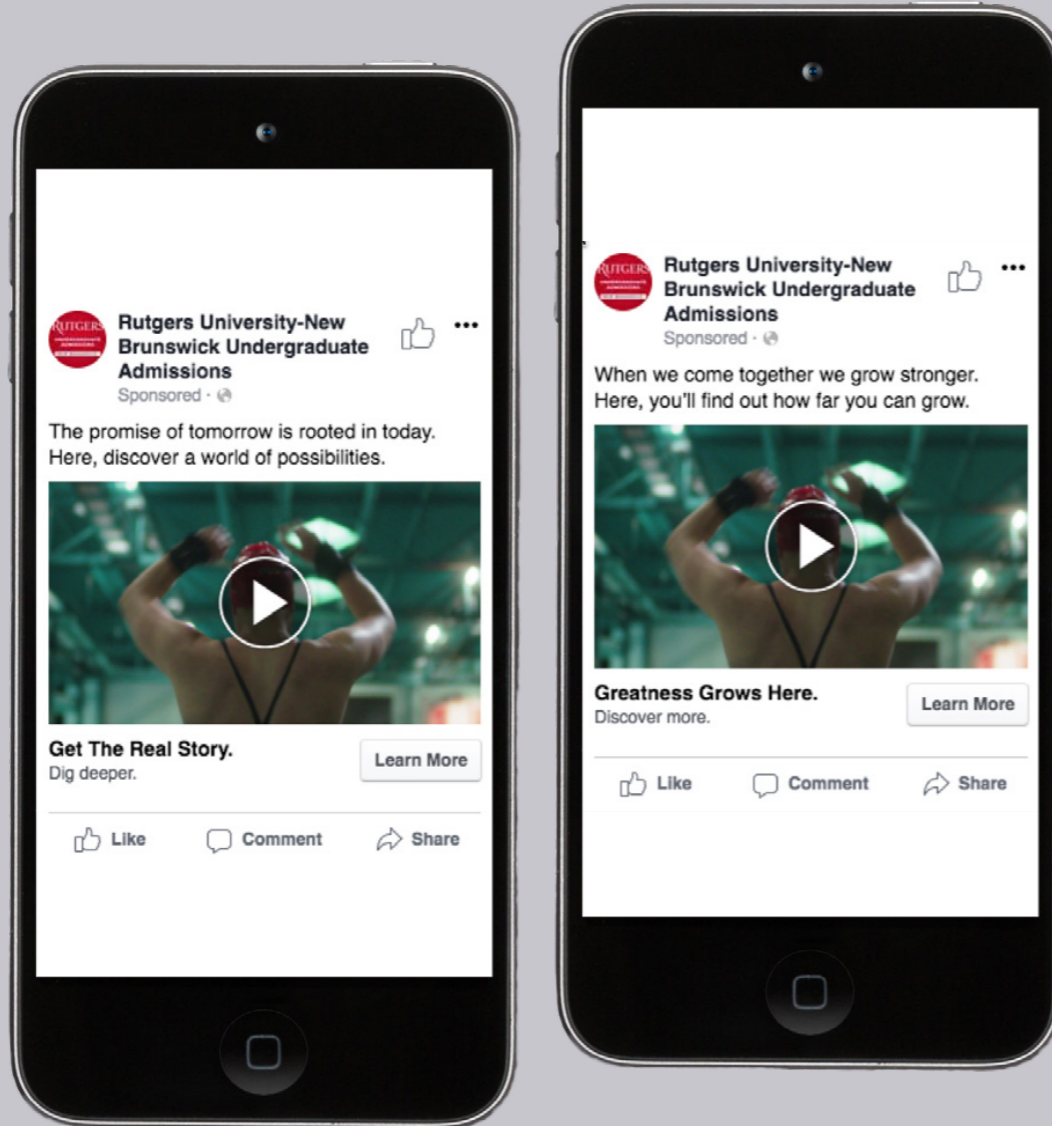 RUTGERS
Rutgers University-New
Brunswick Undergraduate
Admissions
Sponsored ·
The promise of tomorrow is rooted in today.
Here, discover a world of possibilities.
Get The Real Story.
Dig deeper.
Learn More
Like
Comment
Share
RUTGERS
Rutgers University-New
Brunswick Undergraduate
Admissions
Sponsored ·
When we come together we grow stronger.
Here, you'll find out how far you can grow.
Greatness Grows Here.
Discover more.
Learn More
Like
Comment
Share